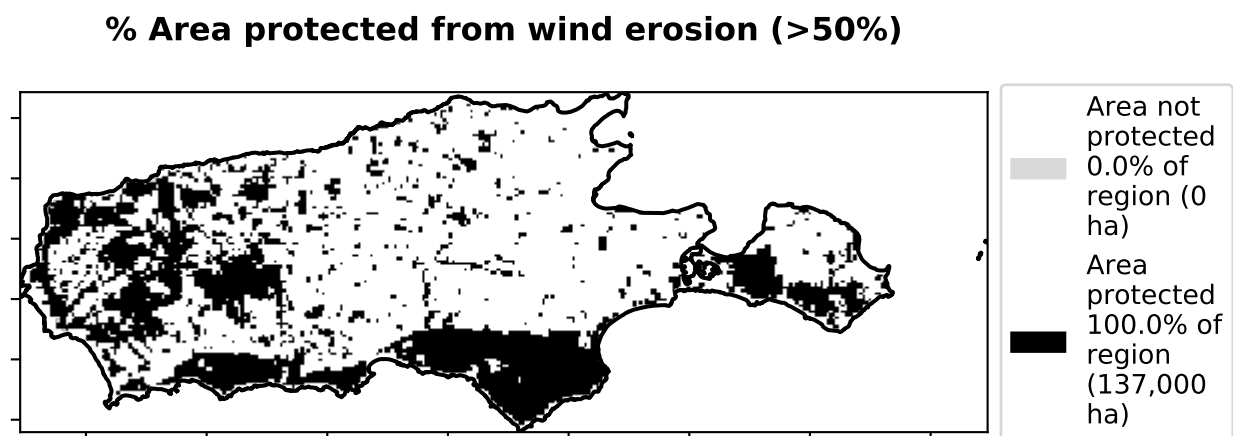 % Area protected from wind erosion (>50%)
Area not
protected
0.0% of
region (0
ha)
Area
protected
100.0% of
region
(137,000
ha)